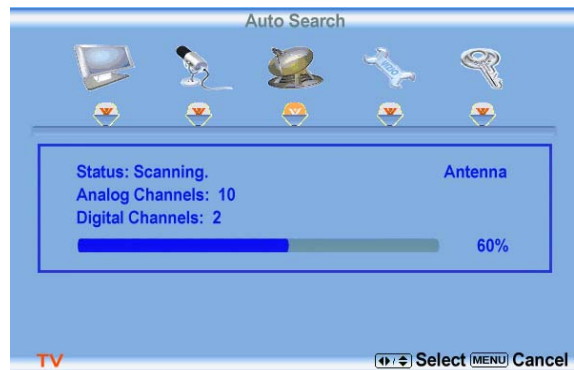 Auto Search
Status: Scanning.
Antenna
Analog Channels: 10
Digital Channels: 2
60%
TV
Select MENU Cancel